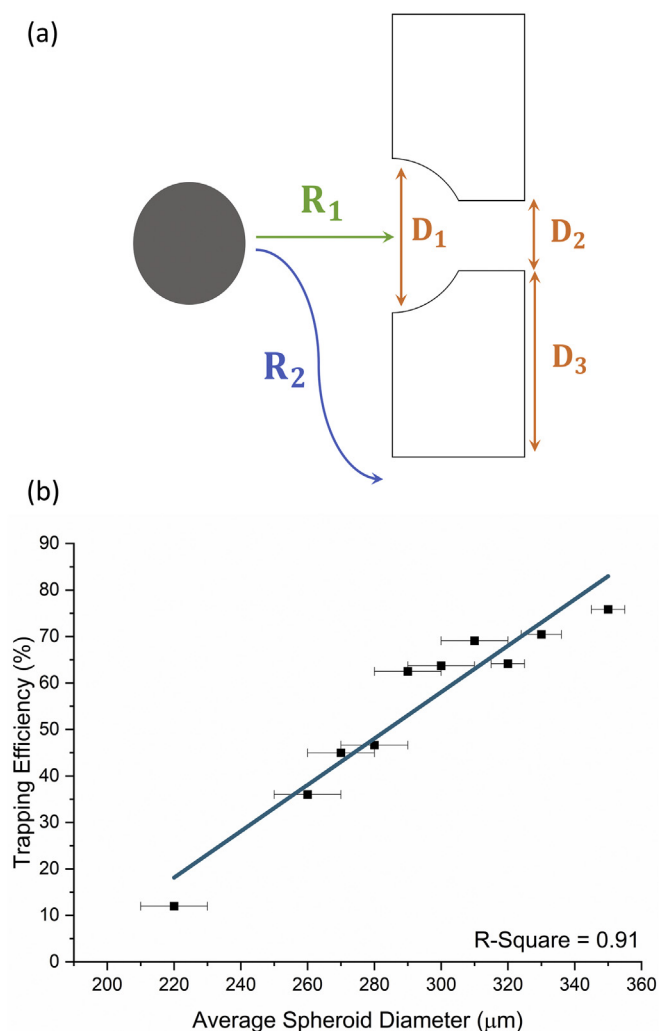 (a)
R₁
D₁
D₂
R₂
D₃
(b)
90
80
70
60
50
40
30
20
10
0
Trapping Efficiency (%)
R-Square = 0.91
200 220 240 260 280 300 320 340 360
Average Spheroid Diameter (μm)